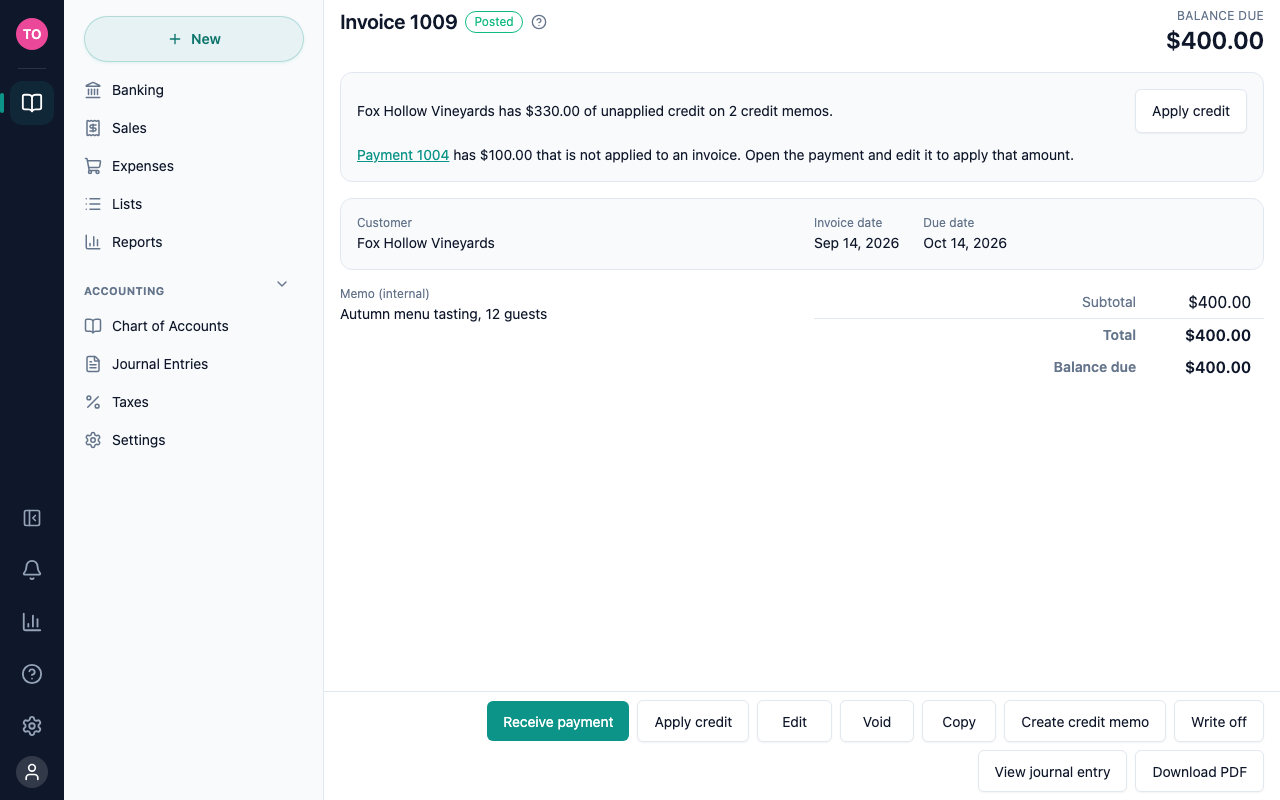 TO
New
Banking
Sales
Expenses
Lists
Reports
ACCOUNTING
Chart of Accounts
Journal Entries
Taxes
Settings
Invoice 1009 Posted
BALANCE DUE
$400.00
Fox Hollow Vineyards has $330.00 of unapplied credit on 2 credit memos.
Apply credit
Payment 1004 has $100.00 that is not applied to an invoice. Open the payment and edit it to apply that amount.
Customer
Fox Hollow Vineyards
Invoice date
Sep 14, 2026
Due date
Oct 14, 2026
Memo (internal)
Autumn menu tasting, 12 guests
Subtotal $400.00
Total $400.00
Balance due $400.00
Receive payment Apply credit Edit Void Copy Create credit memo Write off
View journal entry Download PDF